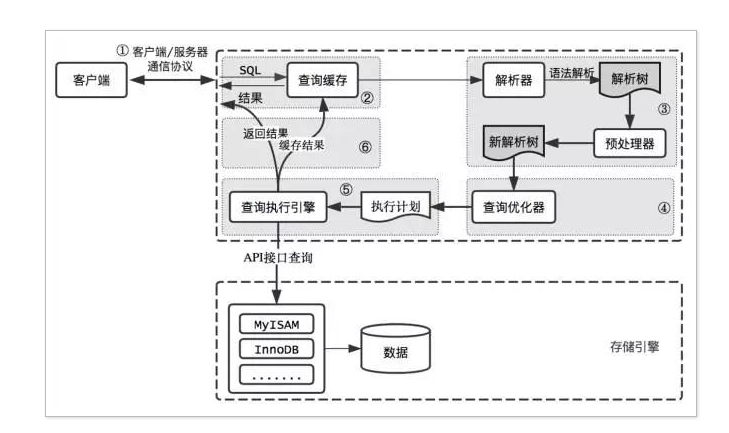 ① 客户端/服务器
通信协议
客户端
SQL
查询缓存
结果
②
解析器
语法解析
解析树
③
预处理器
新解析树
返回结果
缓存结果
⑥
查询执行引擎
⑤
执行计划
查询优化器
④
API接口查询
MyISAM
InnoDB
.......
数据
存储引擎